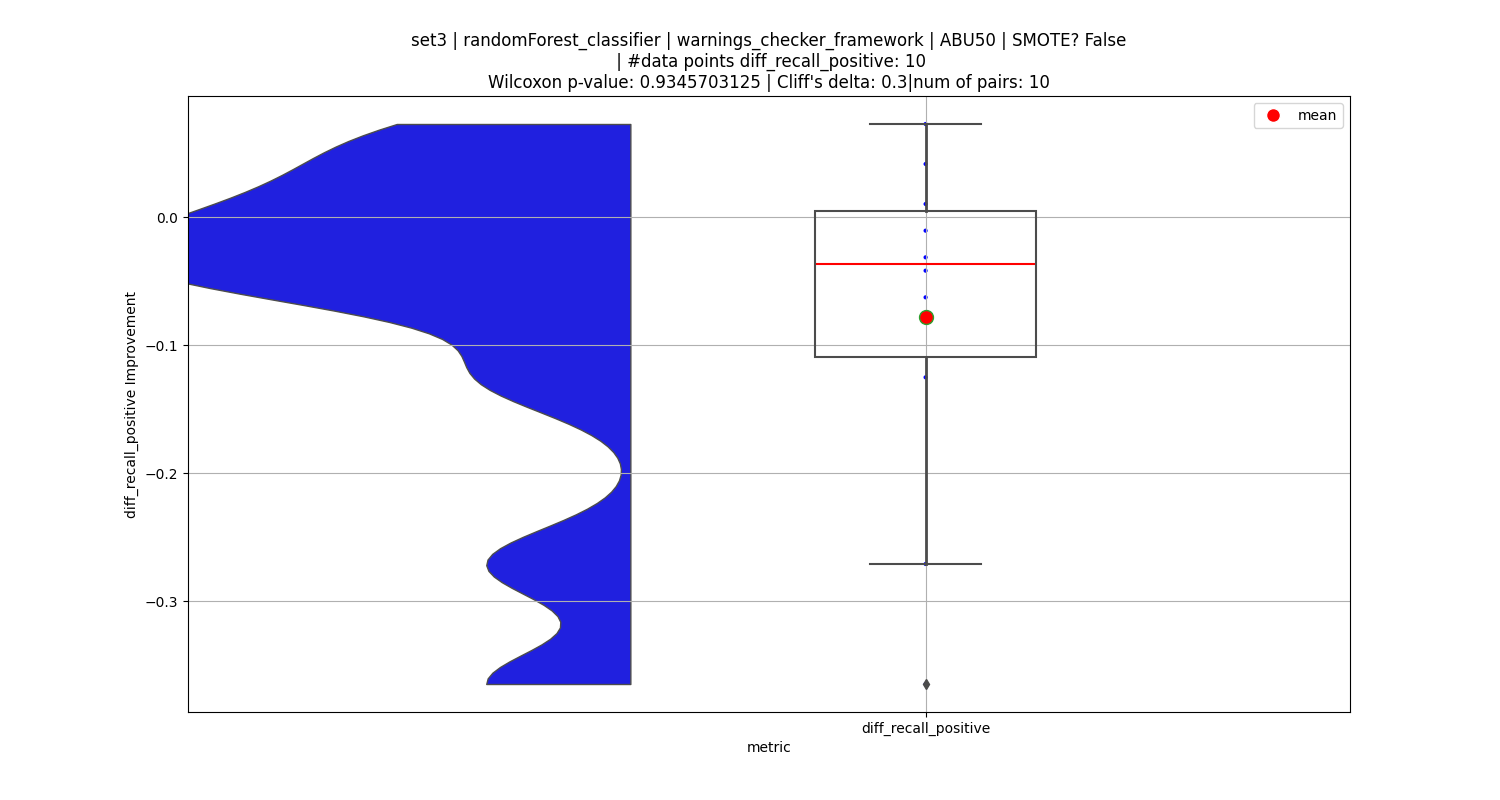 set3 | randomForest_classifier | warnings_checker_framework | ABU50 | SMOTE? False
| #data points diff_recall_positive: 10
Wilcoxon p-value: 0.9345703125 | Cliff's delta: 0.3|num of pairs: 10
mean
0.0
−0.1
−0.2
−0.3
diff_recall_positive Improvement
diff_recall_positive
metric